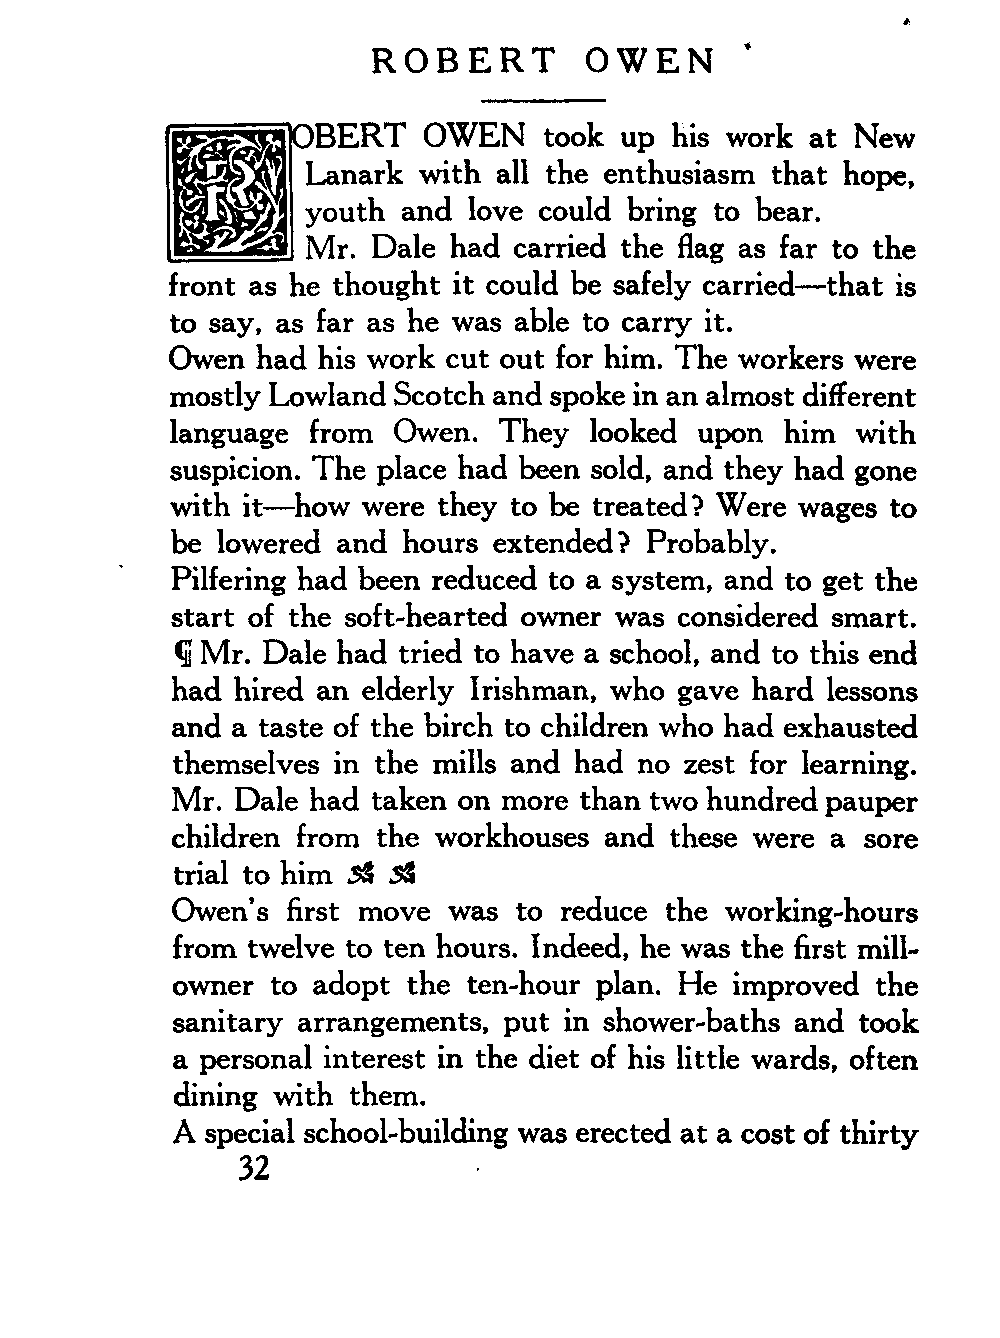 ROBERT OWEN
ROBERT OWEN took up his work at New
Lanark with all the enthusiasm that hope,
youth and love could bring to bear.
Mr. Dale had carried the flag as far to the
front as he thought it could be safely carried—that is
to say, as far as he was able to carry it.
Owen had his work cut out for him. The workers were
mostly Lowland Scotch and spoke in an almost different
language from Owen. They looked upon him with
suspicion. The place had been sold, and they had gone
with it—how were they to be treated? Were wages to
be lowered and hours extended? Probably.
Pilfering had been reduced to a system, and to get the
start of the soft-hearted owner was considered smart.
¶ Mr. Dale had tried to have a school, and to this end
had hired an elderly Irishman, who gave hard lessons
and a taste of the birch to children who had exhausted
themselves in the mills and had no zest for learning.
Mr. Dale had taken on more than two hundred pauper
children from the workhouses and these were a sore
trial to him
Owen's first move was to reduce the working-hours
from twelve to ten hours. Indeed, he was the first mill-
owner to adopt the ten-hour plan. He improved the
sanitary arrangements, put in shower-baths and took
a personal interest in the diet of his little wards, often
dining with them.
A special school-building was erected at a cost of thirty
32